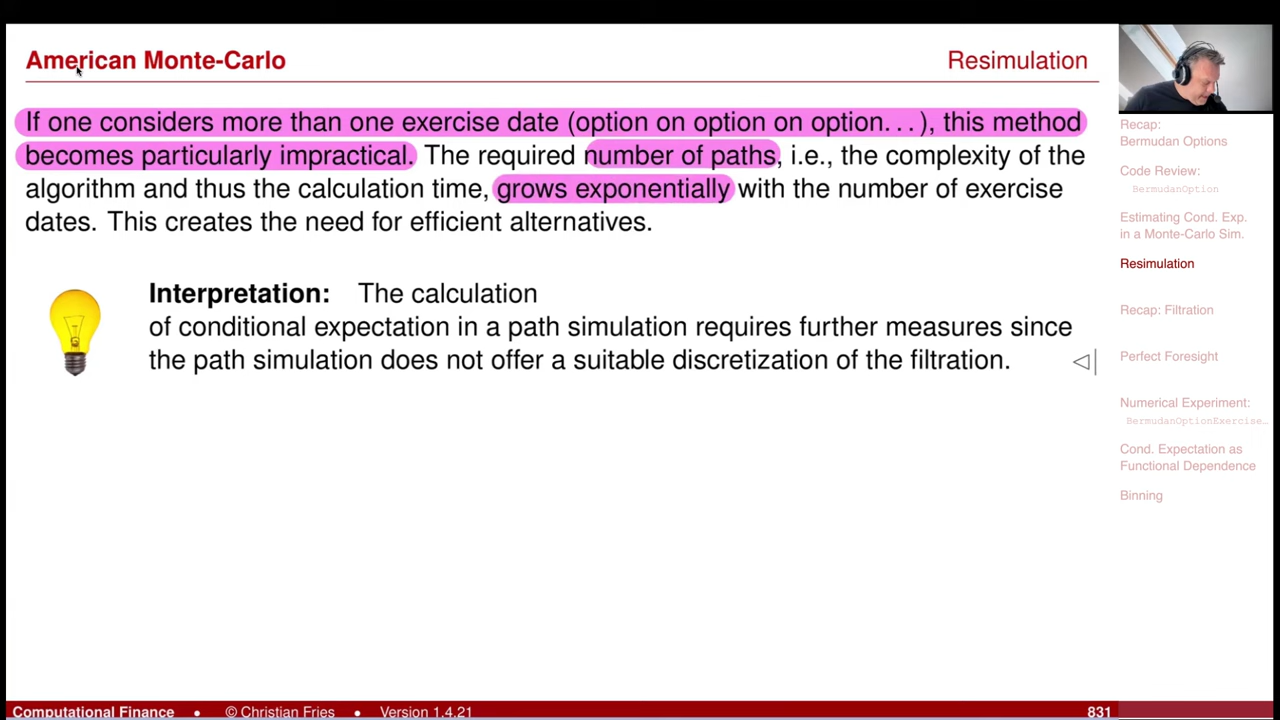 American Monte-Carlo
Resimulation
If one considers more than one exercise date (option on option on option. . . ), this method
becomes particularly impractical. The required number of paths, i.e., the complexity of the
algorithm and thus the calculation time, grows exponentially with the number of exercise
dates. This creates the need for efficient alternatives.
Interpretation: The calculation
of conditional expectation in a path simulation requires further measures since
the path simulation does not offer a suitable discretization of the filtration. ◁|
Recap:
Bermudan Options
Code Review:
BermudanOption
Estimating Cond. Exp.
in a Monte-Carlo Sim.
Resimulation
Recap: Filtration
Perfect Foresight
Numerical Experiment:
BermudanOptionExercise…
Cond. Expectation as
Functional Dependence
Binning
Computational Finance • © Christian Fries • Version 1.4.21
831